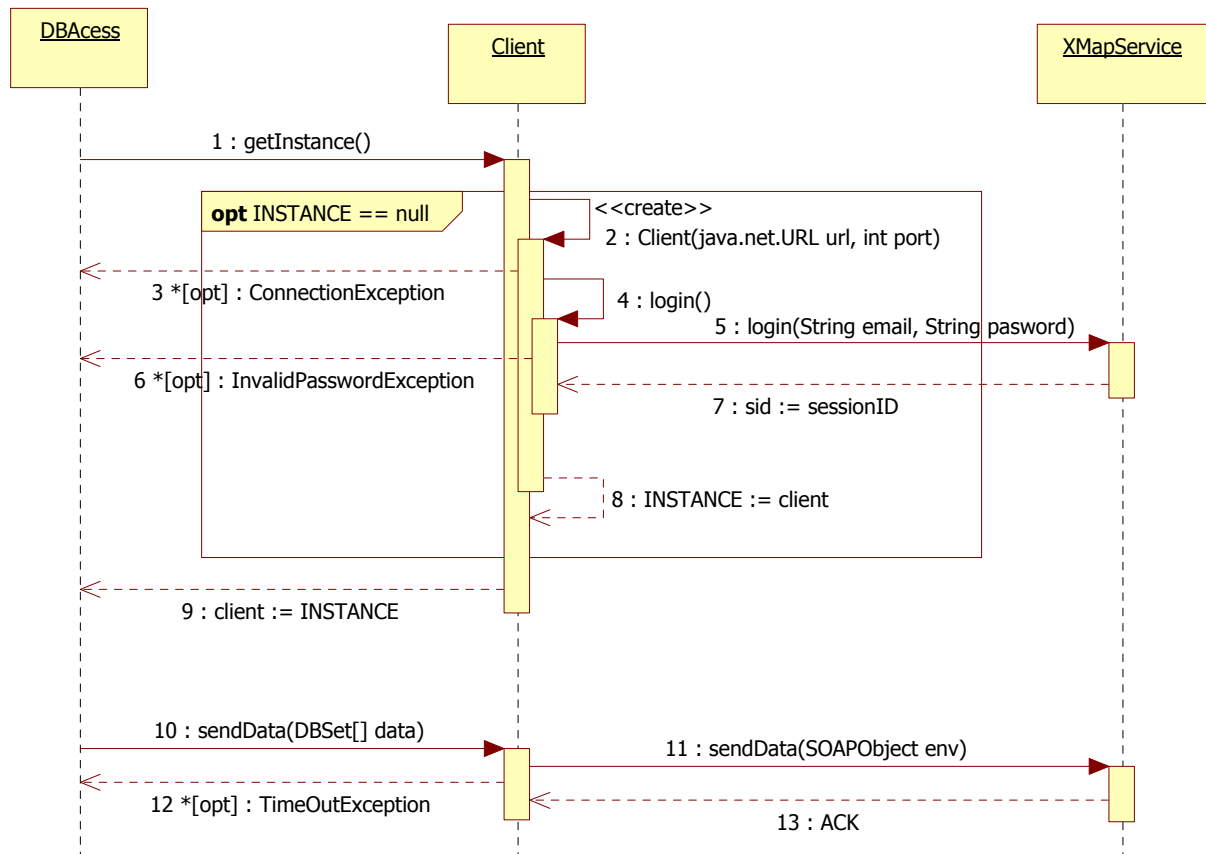 DBAcess
Client
XMapService
1 : getInstance()
opt INSTANCE == null
<<create>>
2 : Client(java.net.URL url, int port)
3 *[opt] : ConnectionException
4 : login()
5 : login(String email, String pasword)
6 *[opt] : InvalidPasswordException
7 : sid := sessionID
8 : INSTANCE := client
9 : client := INSTANCE
10 : sendData(DBSet[] data)
11 : sendData(SOAPObject env)
12 *[opt] : TimeOutException
13 : ACK